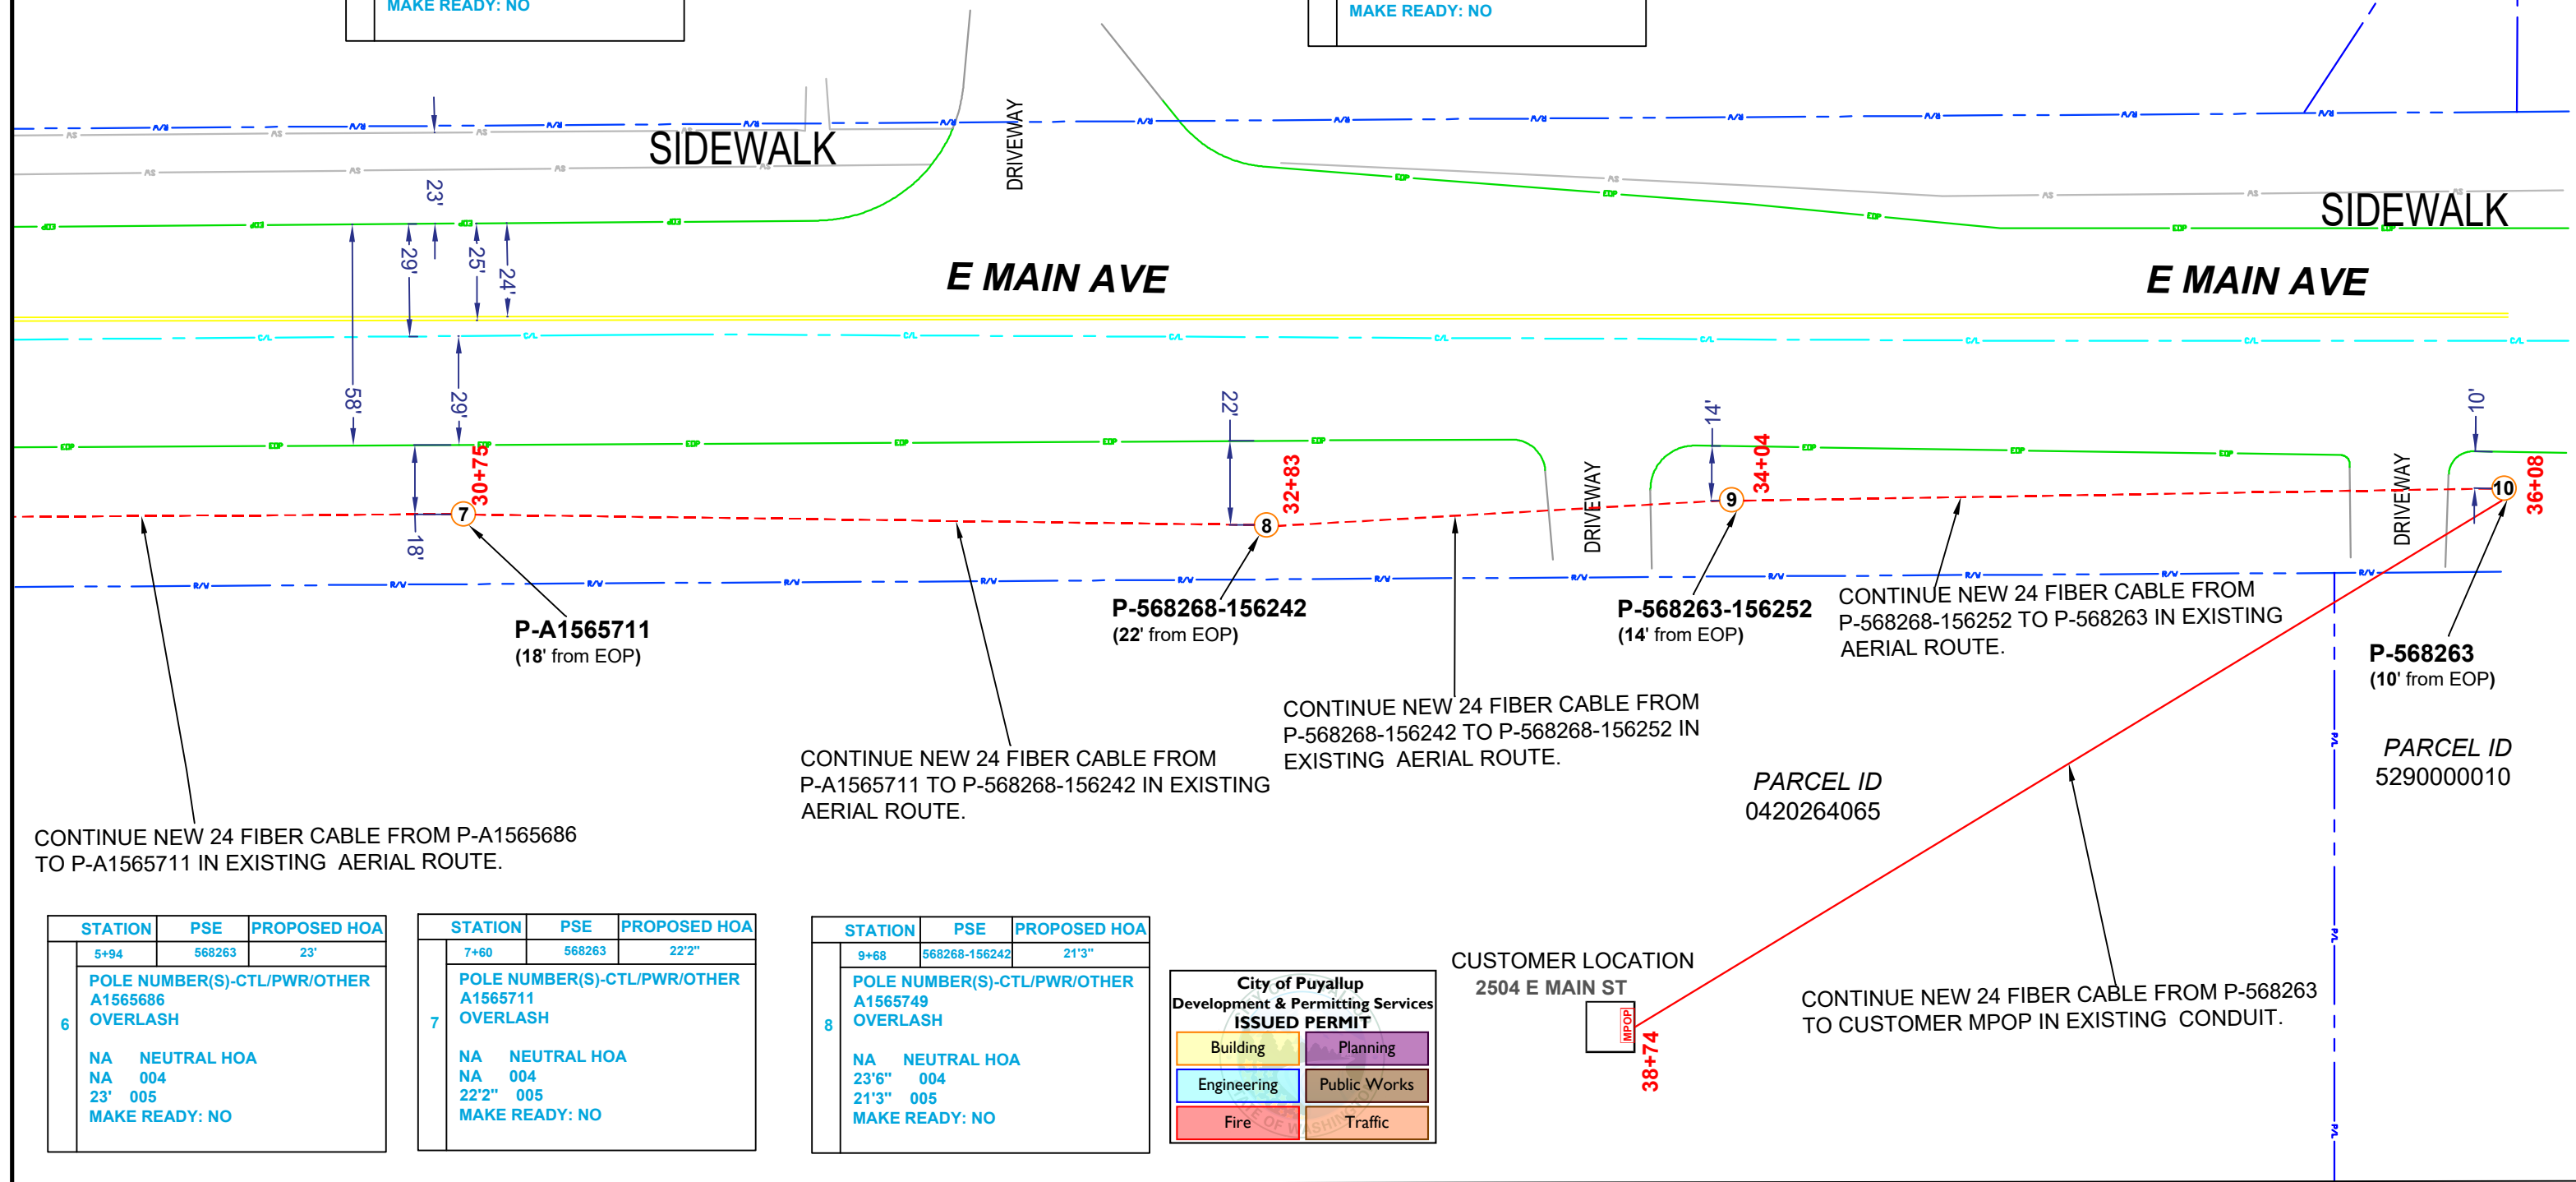 MAKE READY: NO
MAKE READY: NO
SIDEWALK
DRIVEWAY
SIDEWALK
23'
29'
25'
24'
E MAIN AVE
E MAIN AVE
58'
29'
22'
14'
10'
18'
30+75
32+83
34+04
36+08
DRIVEWAY
DRIVEWAY
7
8
9
10
R/W
C/L
EOP
P/L
P-A1565711
(18' from EOP)
P-568268-156242
(22' from EOP)
P-568263-156252
(14' from EOP)
P-568263
(10' from EOP)
CONTINUE NEW 24 FIBER CABLE FROM
P-568268-156252 TO P-568263 IN EXISTING
AERIAL ROUTE.
CONTINUE NEW 24 FIBER CABLE FROM
P-568268-156242 TO P-568268-156252 IN
EXISTING AERIAL ROUTE.
CONTINUE NEW 24 FIBER CABLE FROM
P-A1565711 TO P-568268-156242 IN EXISTING
AERIAL ROUTE.
CONTINUE NEW 24 FIBER CABLE FROM P-A1565686
TO P-A1565711 IN EXISTING AERIAL ROUTE.
PARCEL ID
0420264065
PARCEL ID
5290000010
STATION PSE PROPOSED HOA
5+94 568263 23'
6
POLE NUMBER(S)-CTL/PWR/OTHER
A1565686
OVERLASH
NA NEUTRAL HOA
NA 004
23' 005
MAKE READY: NO
STATION PSE PROPOSED HOA
7+60 568263 22'2"
7
POLE NUMBER(S)-CTL/PWR/OTHER
A1565711
OVERLASH
NA NEUTRAL HOA
NA 004
22'2" 005
MAKE READY: NO
STATION PSE PROPOSED HOA
9+68 568268-156242 21'3"
8
POLE NUMBER(S)-CTL/PWR/OTHER
A1565749
OVERLASH
NA NEUTRAL HOA
23'6" 004
21'3" 005
MAKE READY: NO
City of Puyallup
Development & Permitting Services
ISSUED PERMIT
Building Planning
Engineering Public Works
Fire Traffic
OF WASHINGTON
CUSTOMER LOCATION
2504 E MAIN ST
MPOP
38+74
CONTINUE NEW 24 FIBER CABLE FROM P-568263
TO CUSTOMER MPOP IN EXISTING CONDUIT.